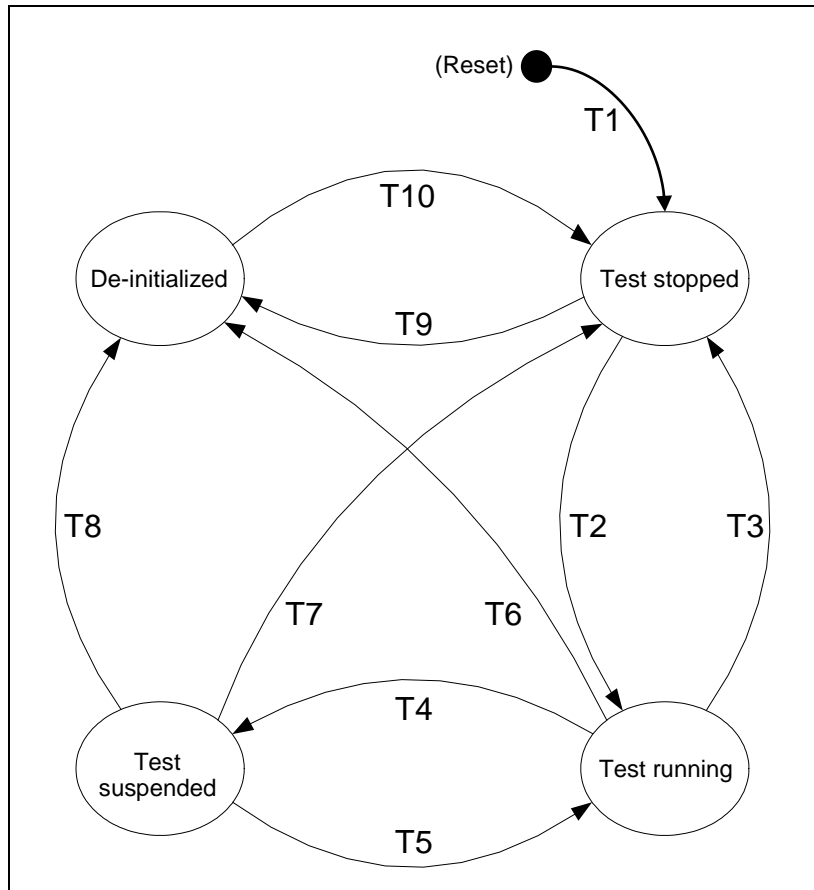 (Reset)
T1
T10
De-initialized
Test stopped
T9
T8
T2
T3
T7
T6
T4
Test
suspended
Test running
T5